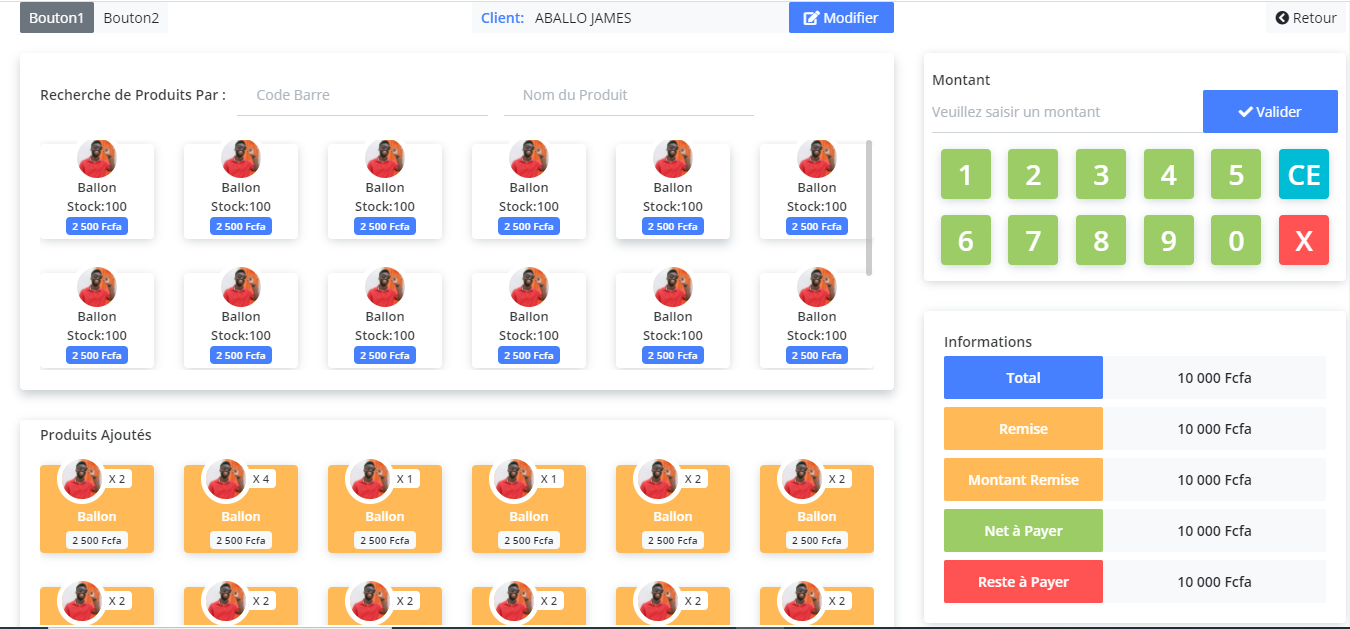 Bouton1 Bouton2 Client: ABALLO JAMES Modifier Retour
Recherche de Produits Par : Code Barre Nom du Produit
Ballon Ballon Ballon Ballon Ballon Ballon
Stock:100 Stock:100 Stock:100 Stock:100 Stock:100 Stock:100
2 500 Fcfa 2 500 Fcfa 2 500 Fcfa 2 500 Fcfa 2 500 Fcfa 2 500 Fcfa
Ballon Ballon Ballon Ballon Ballon Ballon
Stock:100 Stock:100 Stock:100 Stock:100 Stock:100 Stock:100
2 500 Fcfa 2 500 Fcfa 2 500 Fcfa 2 500 Fcfa 2 500 Fcfa 2 500 Fcfa
Produits Ajoutés
X 2 X 4 X 1 X 1 X 2 X 2
Ballon Ballon Ballon Ballon Ballon Ballon
2 500 Fcfa 2 500 Fcfa 2 500 Fcfa 2 500 Fcfa 2 500 Fcfa 2 500 Fcfa
X 2 X 2 X 2 X 2 X 2 X 2
Montant
Veuillez saisir un montant Valider
1 2 3 4 5 CE
6 7 8 9 0 X
Informations
Total 10 000 Fcfa
Remise 10 000 Fcfa
Montant Remise 10 000 Fcfa
Net à Payer 10 000 Fcfa
Reste à Payer 10 000 Fcfa